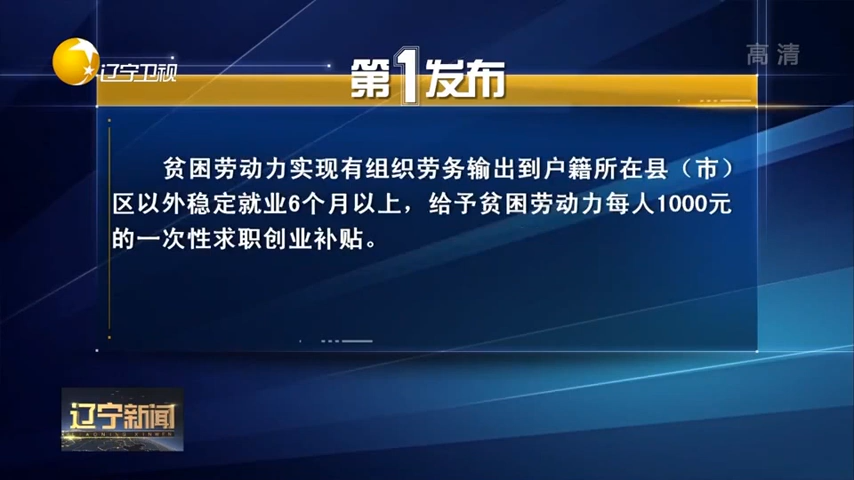 辽宁卫视
第1发布
高清
贫困劳动力实现有组织劳务输出到户籍所在县（市）
区以外稳定就业6个月以上，给予贫困劳动力每人1000元
的一次性求职创业补贴。
辽宁新闻
LIAONING XINWEN